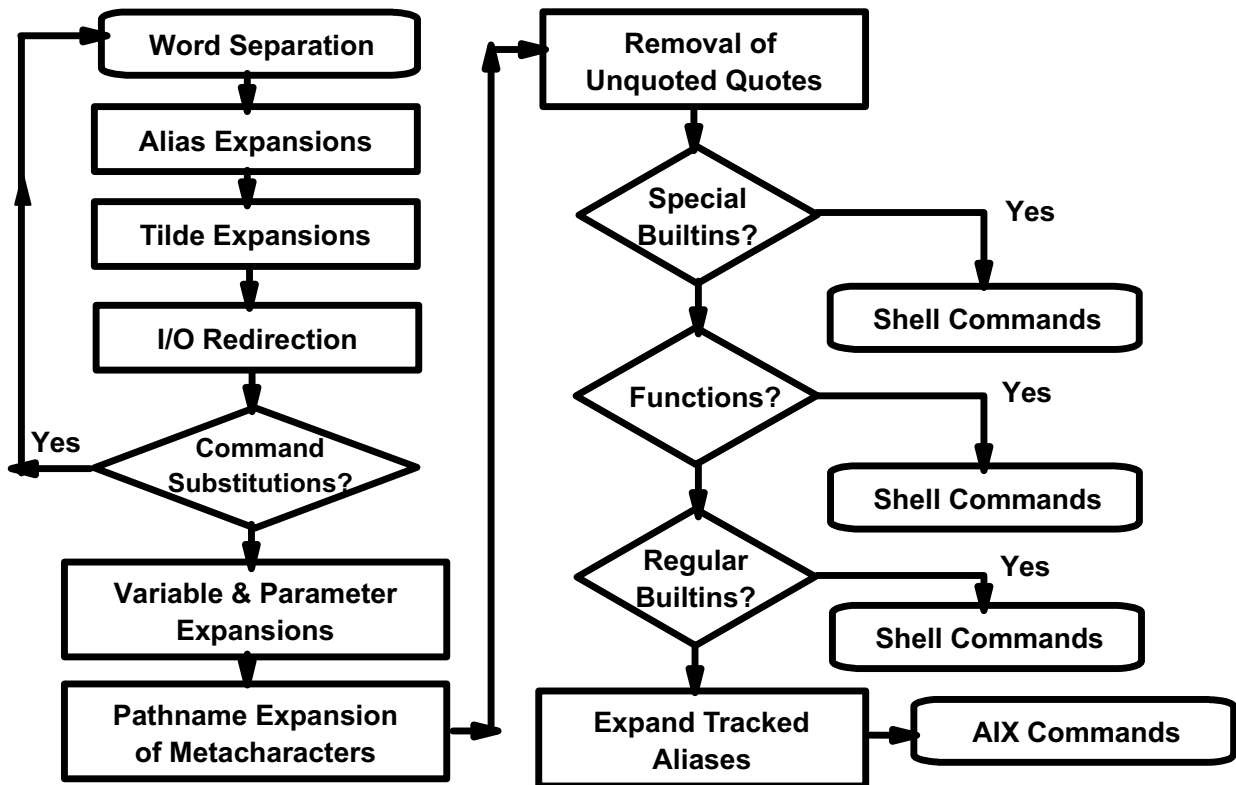 Word Separation
Alias Expansions
Tilde Expansions
I/O Redirection
Yes
Command
Substitutions?
Variable & Parameter
Expansions
Pathname Expansion
of Metacharacters
Removal of
Unquoted Quotes
Special
Builtins?
Yes
Shell Commands
Functions?
Yes
Shell Commands
Regular
Builtins?
Yes
Shell Commands
Expand Tracked
Aliases
AIX Commands